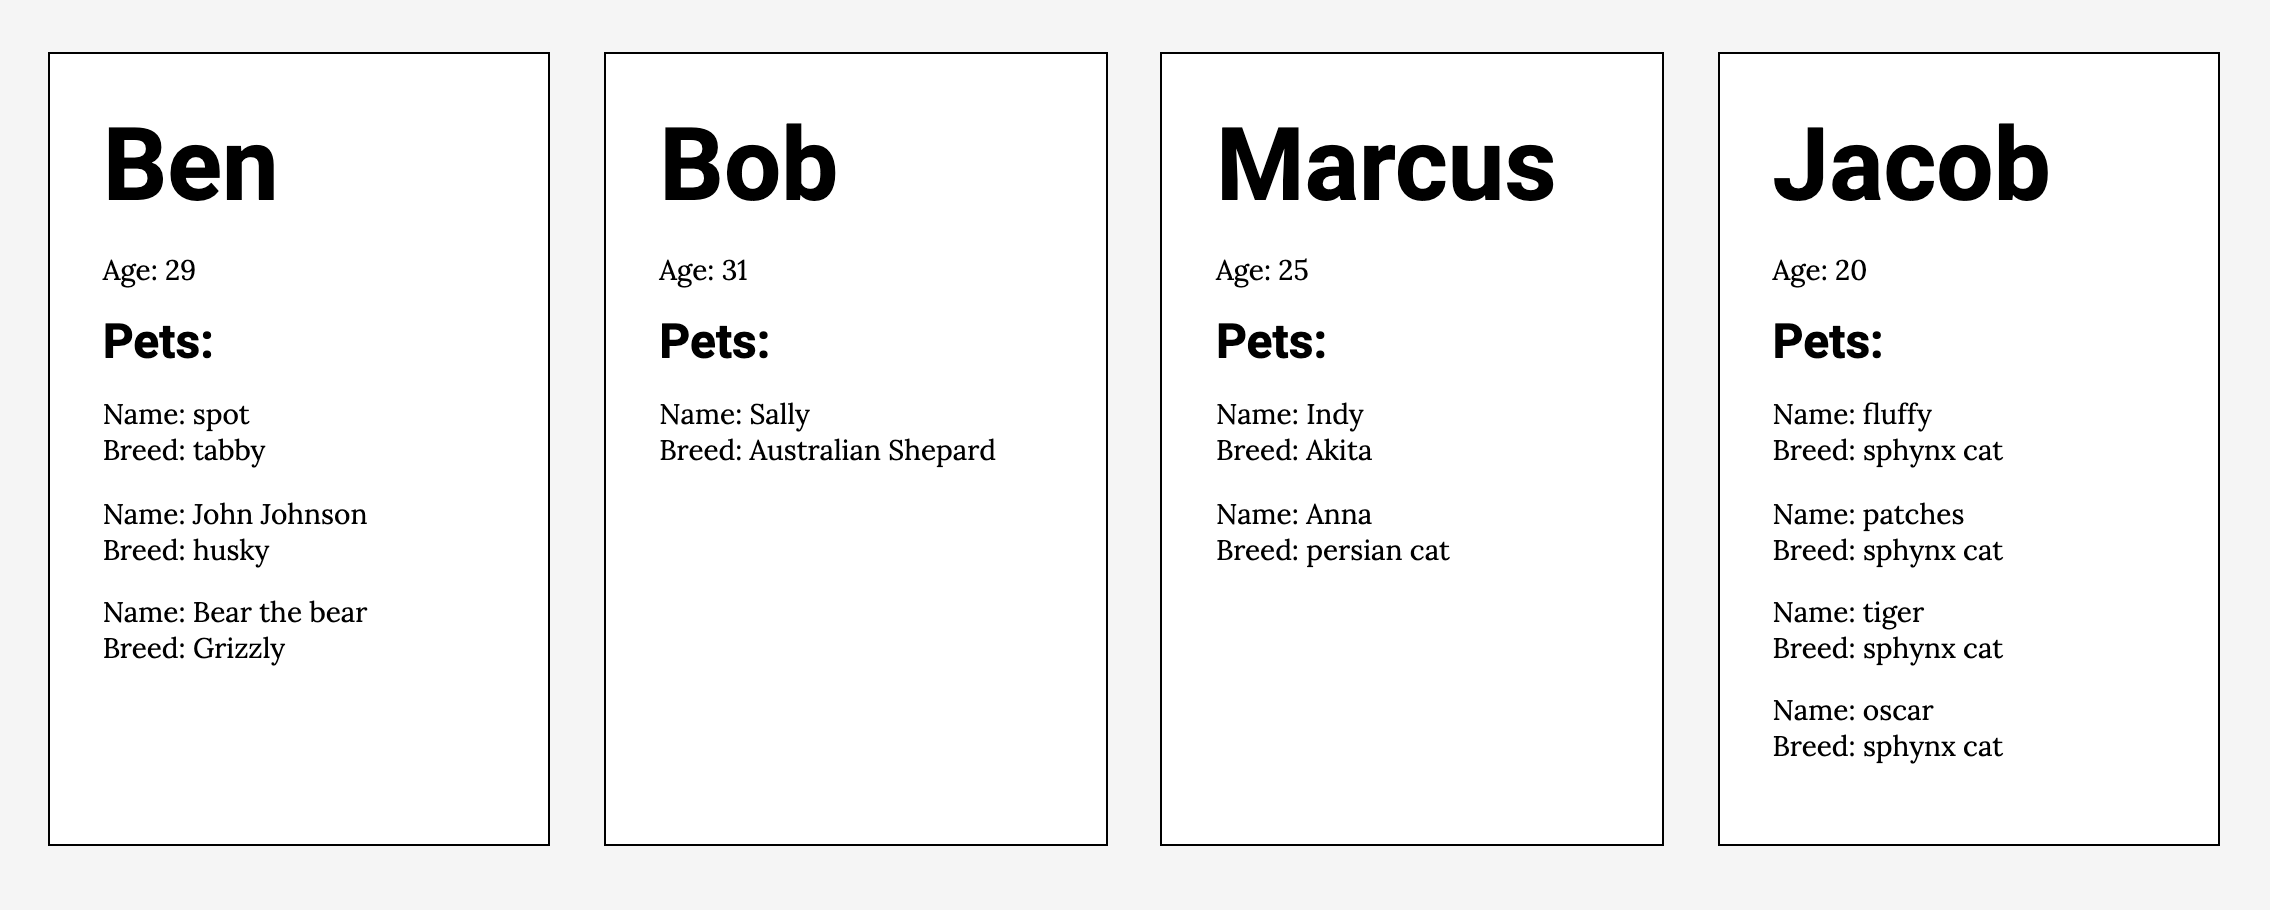 Ben
Age: 29
Pets:
Name: spot
Breed: tabby
Name: John Johnson
Breed: husky
Name: Bear the bear
Breed: Grizzly
Bob
Age: 31
Pets:
Name: Sally
Breed: Australian Shepard
Marcus
Age: 25
Pets:
Name: Indy
Breed: Akita
Name: Anna
Breed: persian cat
Jacob
Age: 20
Pets:
Name: fluffy
Breed: sphynx cat
Name: patches
Breed: sphynx cat
Name: tiger
Breed: sphynx cat
Name: oscar
Breed: sphynx cat